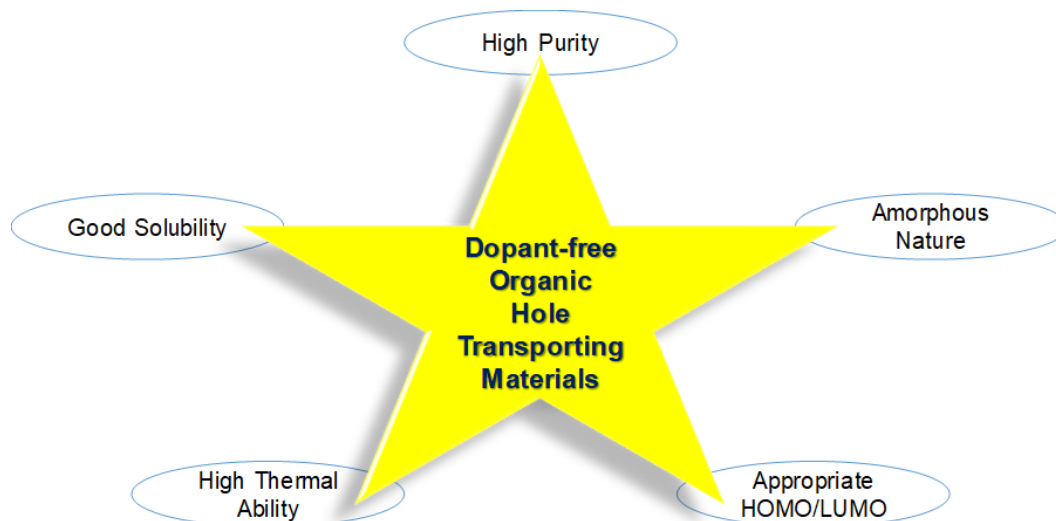 High Purity
Good Solubility
Amorphous
Nature
Dopant-free
Organic
Hole
Transporting
Materials
High Thermal
Ability
Appropriate
HOMO/LUMO